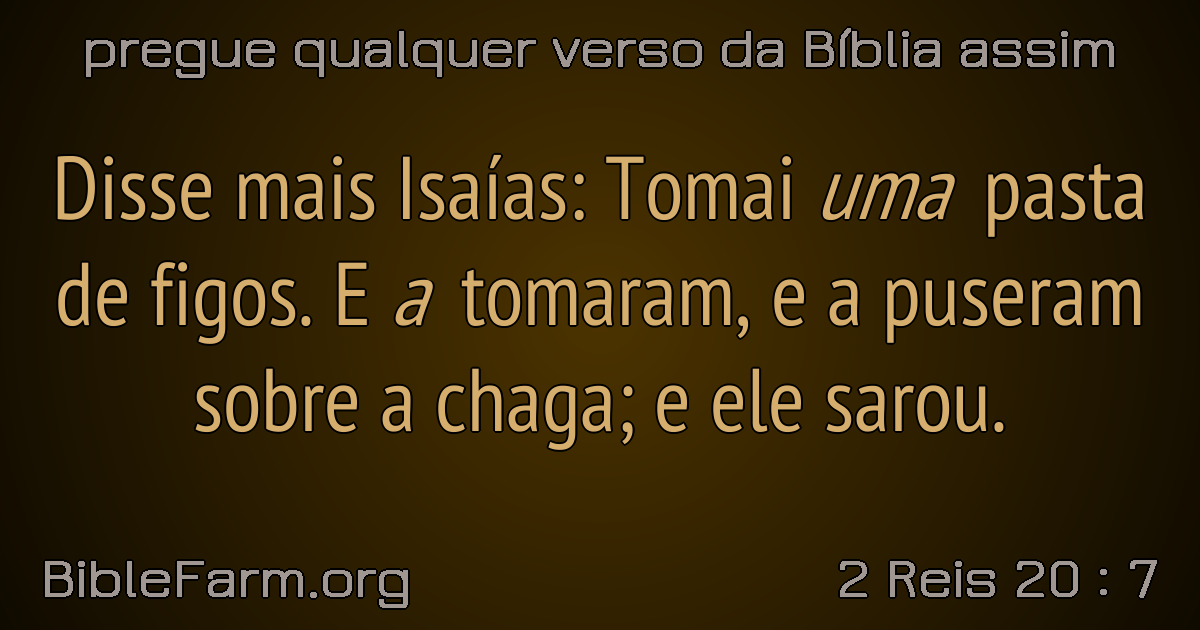 pregue qualquer verso da Bíblia assim
Disse mais Isaías: Tomai uma pasta
de figos. E a tomaram, e a puseram
sobre a chaga; e ele sarou.
BibleFarm.org
2 Reis 20 : 7